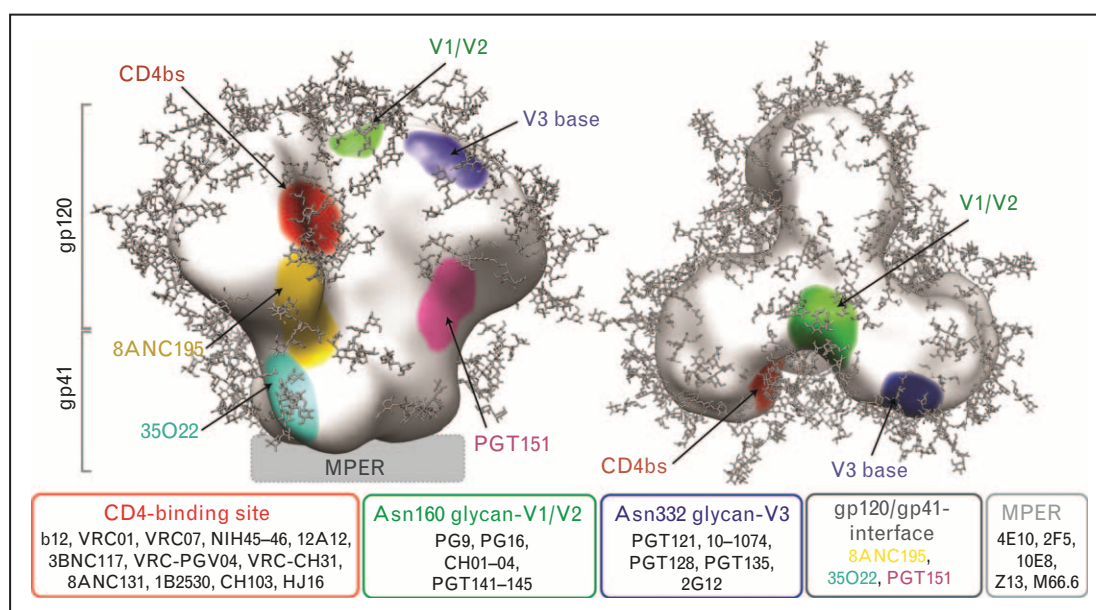 V1/V2
CD4bs
V3 base
gp120
gp41
8ANC195
35O22
PGT151
MPER
V1/V2
CD4bs
V3 base
CD4-binding site
b12, VRC01, VRC07, NIH45–46, 12A12,
3BNC117, VRC-PGV04, VRC-CH31,
8ANC131, 1B2530, CH103, HJ16
Asn160 glycan-V1/V2
PG9, PG16,
CH01–04,
PGT141–145
Asn332 glycan-V3
PGT121, 10–1074,
PGT128, PGT135,
2G12
gp120/gp41-
interface
8ANC195,
35O22, PGT151
MPER
4E10, 2F5,
10E8,
Z13, M66.6